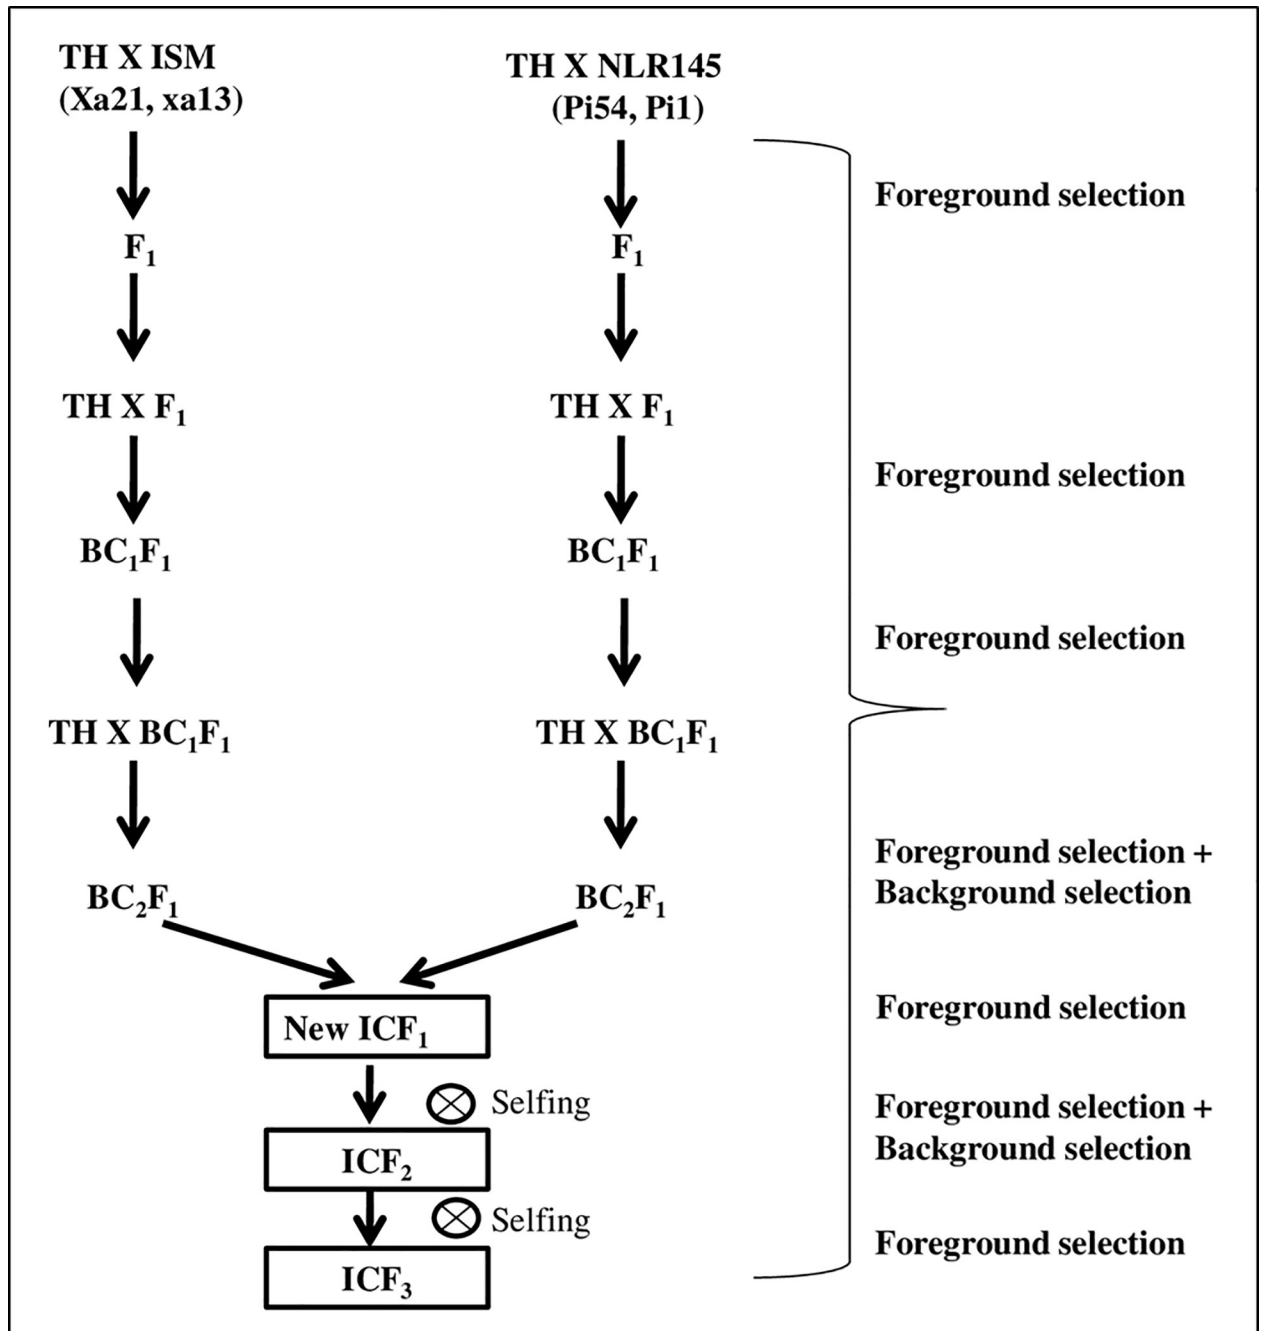 TH X ISM
(Xa21, xa13)
TH X NLR145
(Pi54, Pi1)
Foreground selection
F₁
F₁
TH X F₁
TH X F₁
Foreground selection
BC₁F₁
BC₁F₁
Foreground selection
TH X BC₁F₁
TH X BC₁F₁
Foreground selection +
Background selection
BC₂F₁
BC₂F₁
New ICF₁
Foreground selection
Selfing
Foreground selection +
Background selection
ICF₂
Selfing
Foreground selection
ICF₃